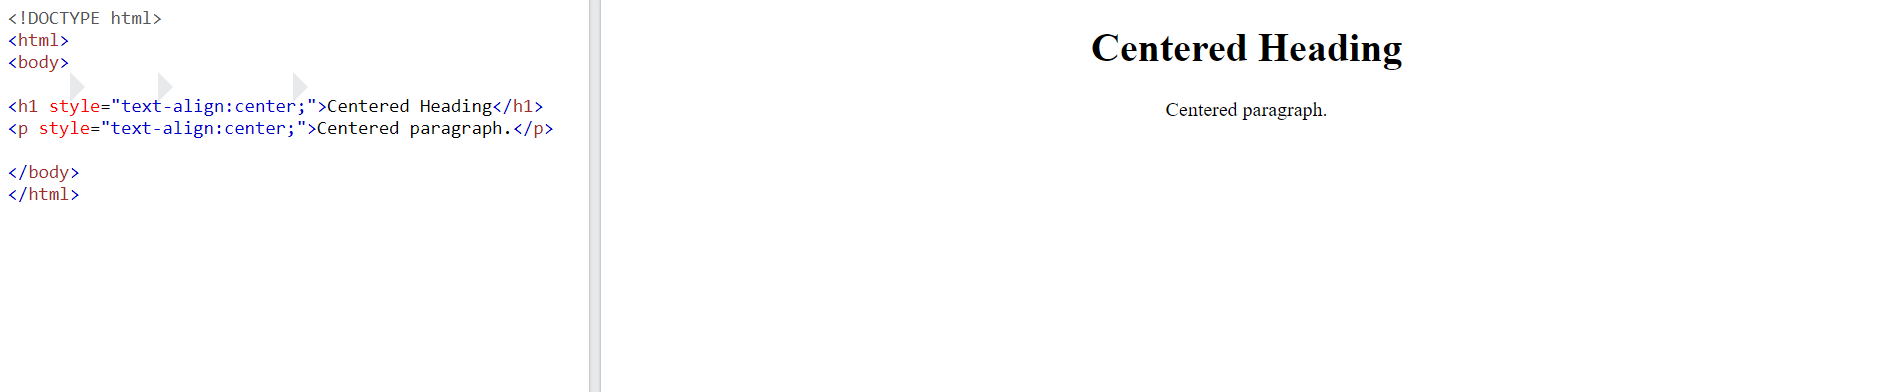 <!DOCTYPE html>
<html>
<body>
<h1 style="text-align:center;">Centered Heading</h1>
<p style="text-align:center;">Centered paragraph.</p>
</body>
</html>
Centered Heading
Centered paragraph.